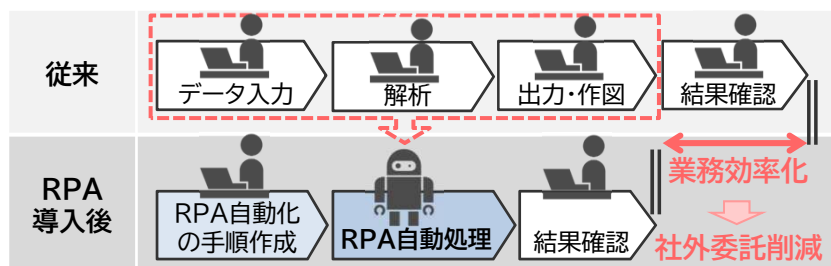 従来
データ入力
解析
出力・作図
結果確認
RPA
導入後
RPA自動化
の手順作成
RPA自動処理
結果確認
業務効率化
社外委託削減